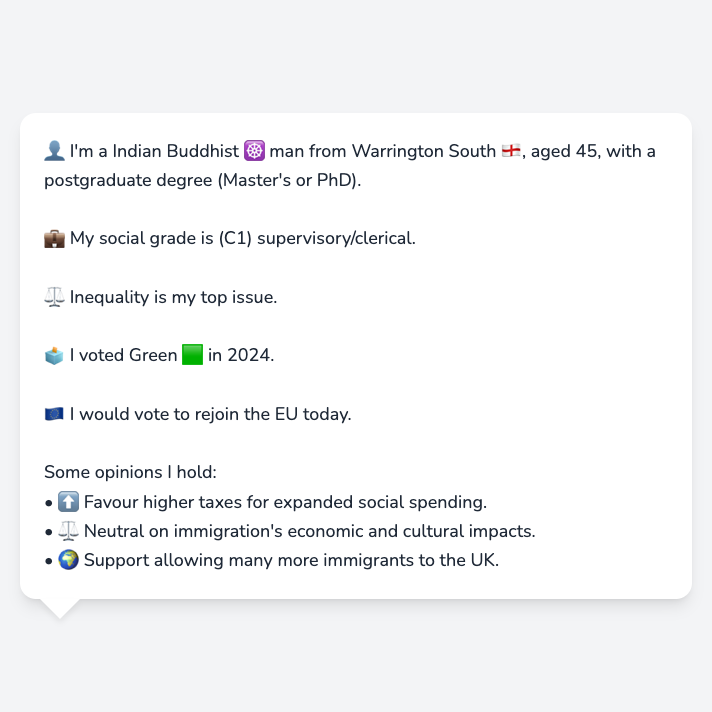 👤 I'm a Indian Buddhist ☸️ man from Warrington South 🏴󠁧󠁢󠁥󠁮󠁧󠁿, aged 45, with a
postgraduate degree (Master's or PhD).
💼 My social grade is (C1) supervisory/clerical.
⚖️ Inequality is my top issue.
🗳️ I voted Green 🟩 in 2024.
🇪🇺 I would vote to rejoin the EU today.
Some opinions I hold:
• ⬆️ Favour higher taxes for expanded social spending.
• ⚖️ Neutral on immigration's economic and cultural impacts.
• 🌍 Support allowing many more immigrants to the UK.